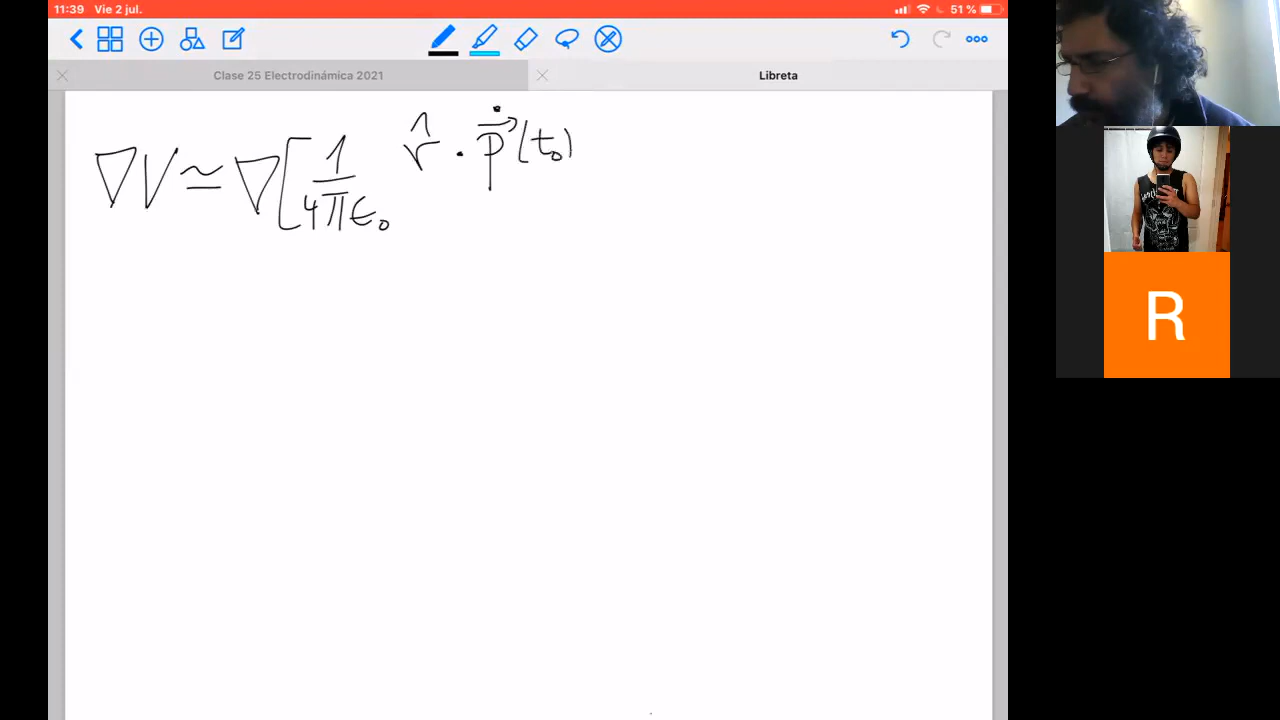 11:39 Vie 2 jul.
51 %
Clase 25 Electrodinámica 2021
Libreta
∇V ≃ ∇[ 1/4πε₀ r̂ · ṗ⃗(t₀)
R